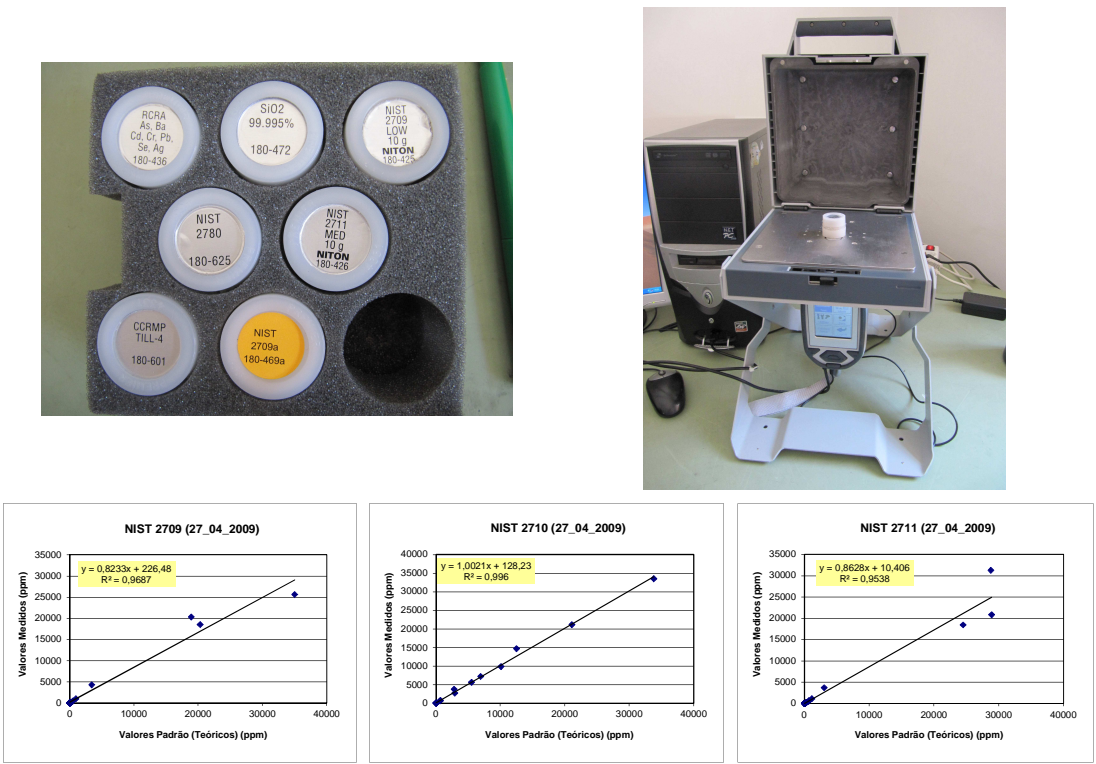 RCRA
As, Ba
Cd, Cr, Pb,
Se, Ag
180-436
SiO2
99.995%
180-472
NIST
2709
LOW
10 g
NITON
180-425
NIST
2780
180-625
NIST
2711
MED
10 g
NITON
180-426
CCRMP
TILL-4
180-601
NIST
2709a
180-469a
NIST 2709 (27_04_2009)
y = 0,8233x + 226,48
R² = 0,9687
Valores Medidos (ppm)
35000
30000
25000
20000
15000
10000
5000
0
0 10000 20000 30000 40000
Valores Padrão (Teóricos) (ppm)
NIST 2710 (27_04_2009)
y = 1,0021x + 128,23
R² = 0,996
Valores Medidos (ppm)
40000
35000
30000
25000
20000
15000
10000
5000
0
0 10000 20000 30000 40000
Valores Padrão (Teóricos) (ppm)
NIST 2711 (27_04_2009)
y = 0,8628x + 10,406
R² = 0,9538
Valores Medidos (ppm)
35000
30000
25000
20000
15000
10000
5000
0
0 10000 20000 30000 40000
Valores Padrão (Teóricos) (ppm)